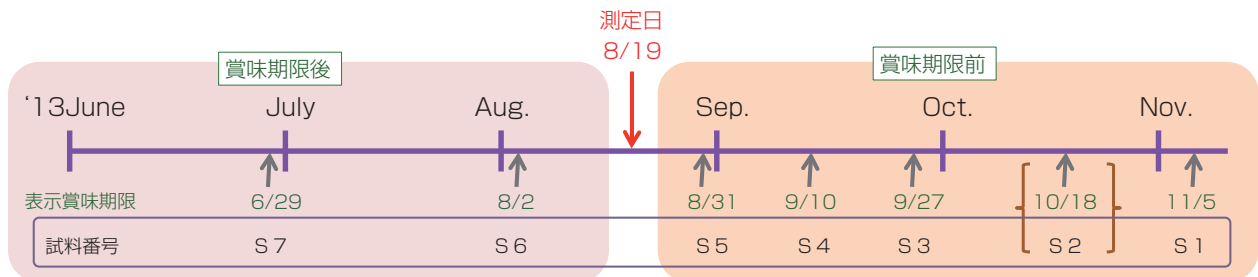 測定日
8/19
賞味期限後
賞味期限前
‘13June July Aug. Sep. Oct. Nov.
表示賞味期限 6/29 8/2 8/31 9/10 9/27 10/18 11/5
試料番号 S7 S6 S5 S4 S3 S2 S1